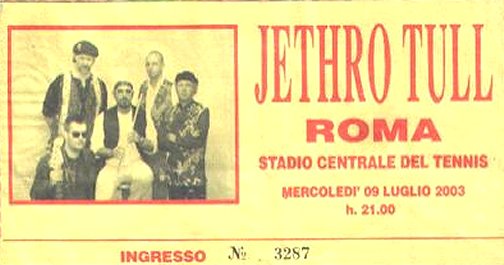 JETHRO TULL
ROMA
STADIO CENTRALE DEL TENNIS
MERCOLEDI' 09 LUGLIO 2003
h. 21.00
INGRESSO № 3287